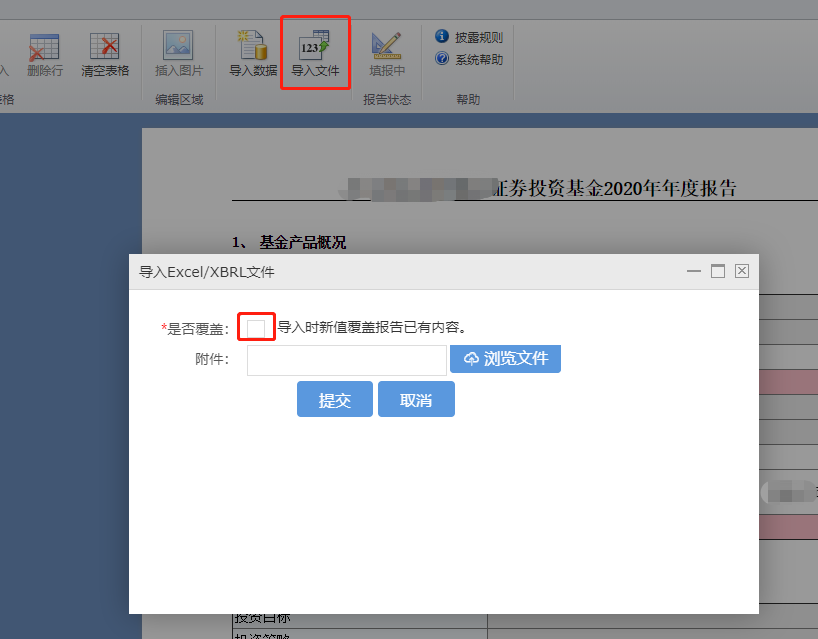 入 删除行 清空表格 插入图片 导入数据 1232 导入文件 填报中 披露规则
系统帮助
格 编辑区域 报告状态 帮助
证券投资基金2020年年度报告
1、 基金产品概况
导入Excel/XBRL文件
*是否覆盖： 导入时新值覆盖报告已有内容。
附件： 浏览文件
提交 取消
投资目标
投资策略